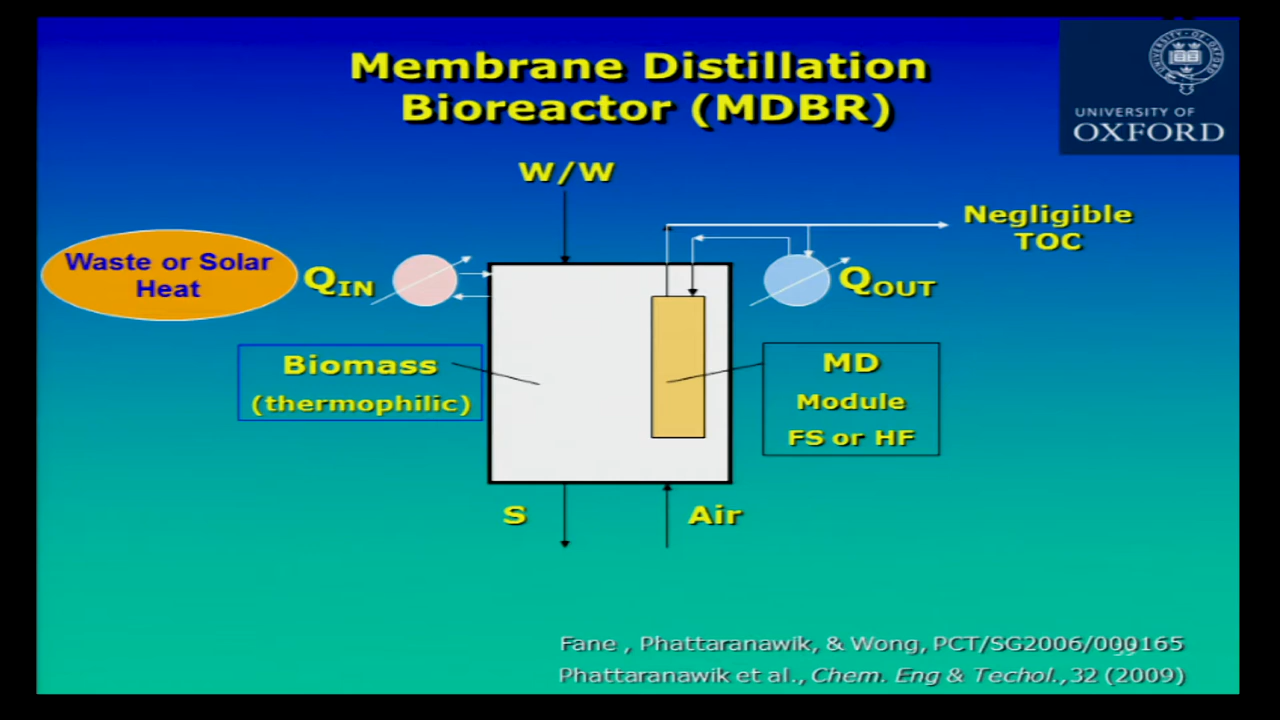 Membrane Distillation
Bioreactor (MDBR)
UNIVERSITY OF
OXFORD
W/W
Negligible
TOC
Waste or Solar
Heat
QIN
QOUT
Biomass
(thermophilic)
MD
Module
FS or HF
S
Air
Fane , Phattaranawik, & Wong, PCT/SG2006/000165
Phattaranawik et al., Chem. Eng & Techol.,32 (2009)